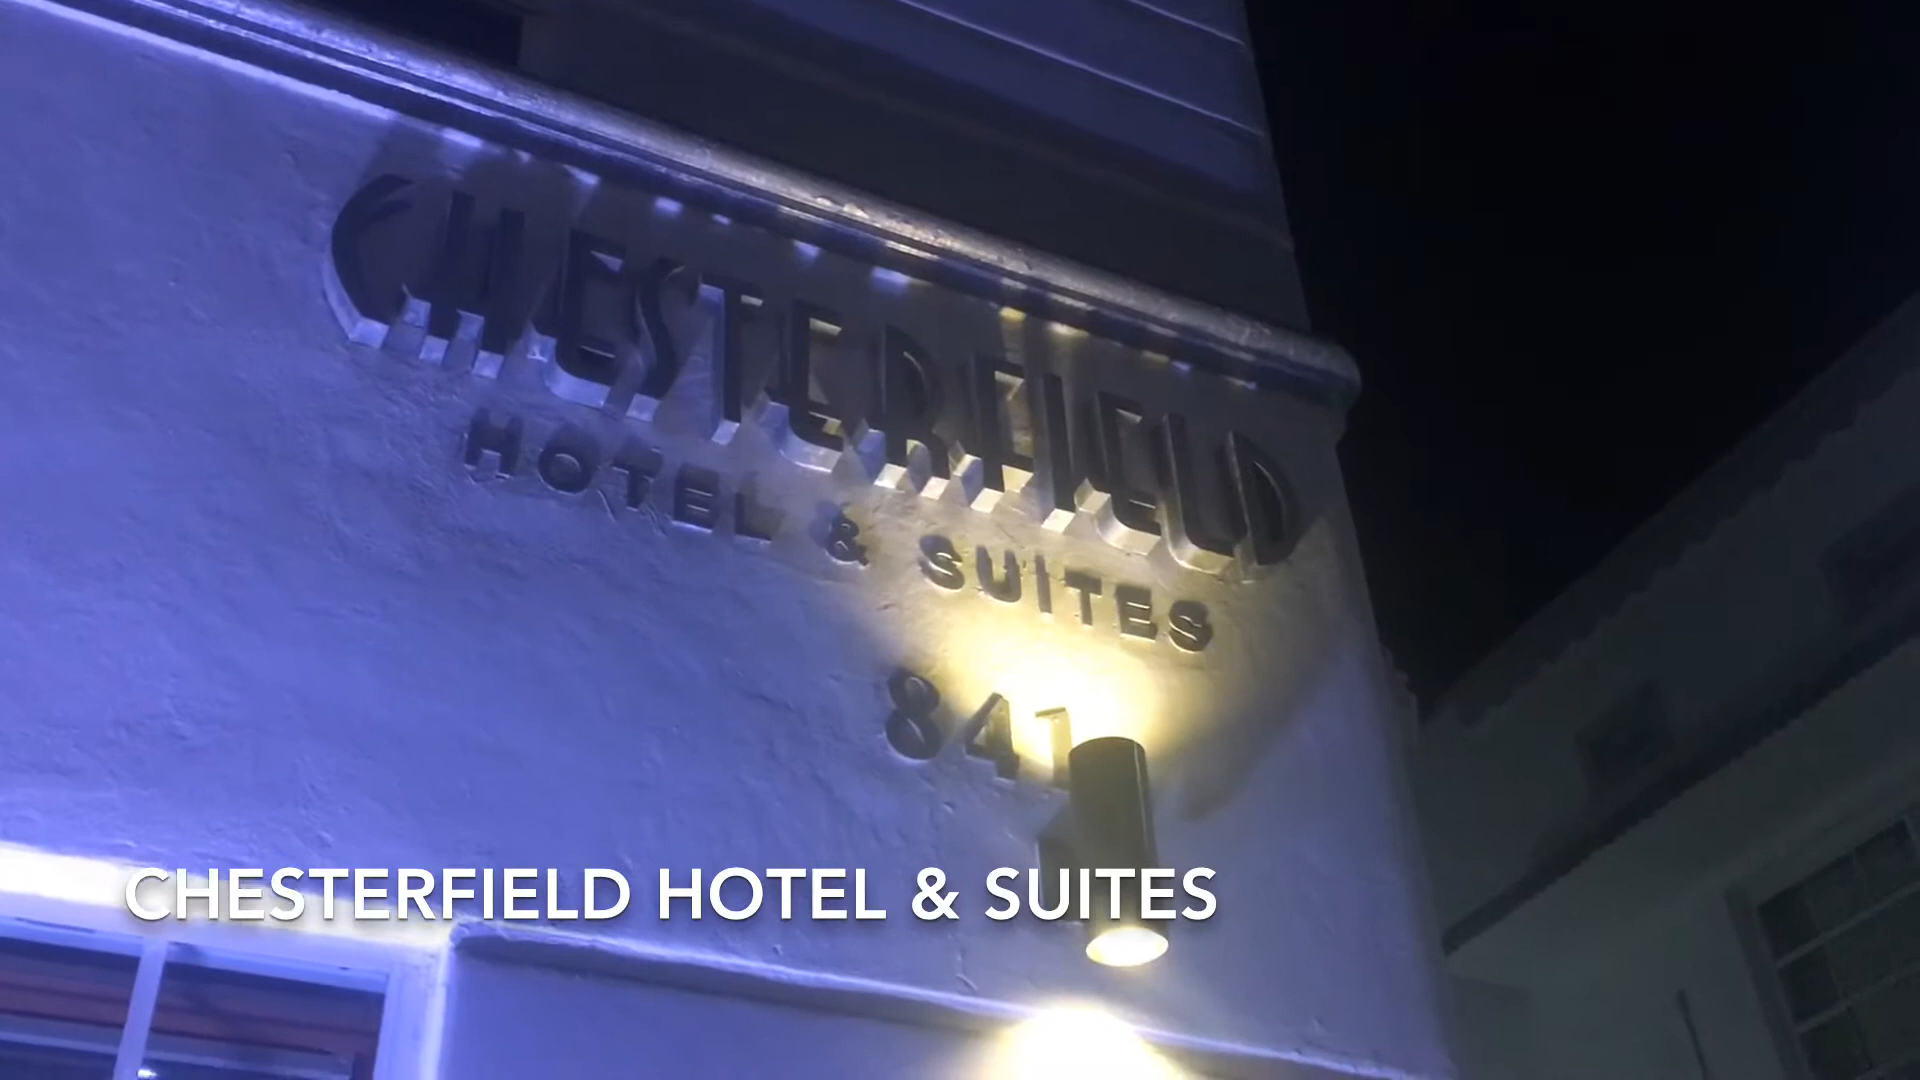 CHESTERFIELD
HOTEL & SUITES
841
CHESTERFIELD HOTEL & SUITES